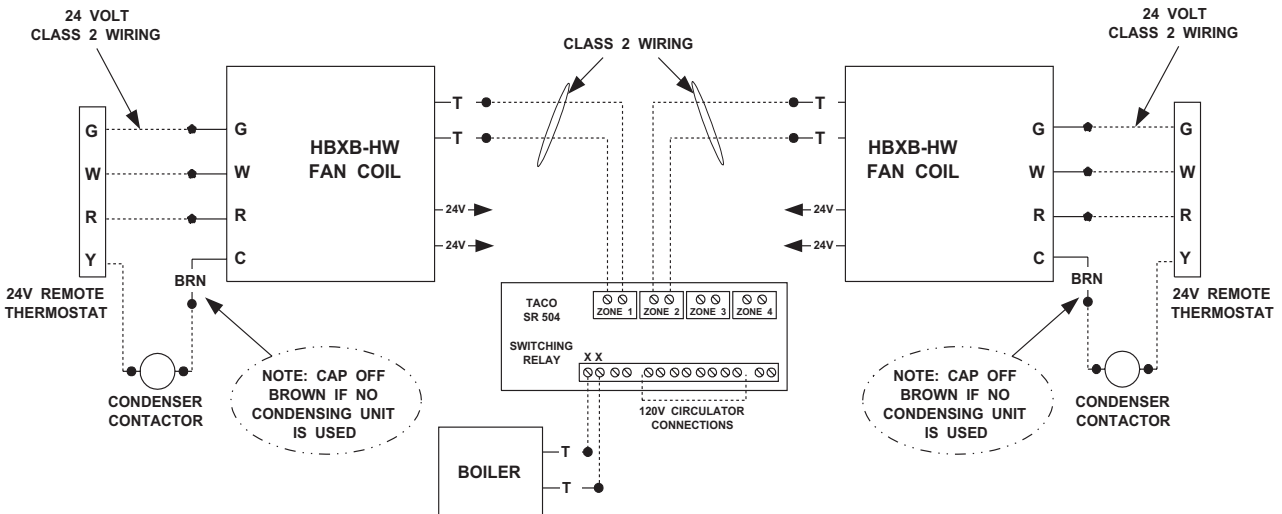 24 VOLT
CLASS 2 WIRING
CLASS 2 WIRING
24 VOLT
CLASS 2 WIRING
G
W
R
Y
24V REMOTE
THERMOSTAT
G
W
R
C
BRN
HBXB-HW
FAN COIL
T
T
24V
24V
CONDENSER
CONTACTOR
NOTE: CAP OFF
BROWN IF NO
CONDENSING UNIT
IS USED
TACO
SR 504
SWITCHING
RELAY
ZONE 1
ZONE 2
ZONE 3
ZONE 4
X X
120V CIRCULATOR
CONNECTIONS
BOILER
T
T
T
T
24V
24V
HBXB-HW
FAN COIL
G
W
R
C
BRN
G
W
R
Y
24V REMOTE
THERMOSTAT
NOTE: CAP OFF
BROWN IF NO
CONDENSING UNIT
IS USED
CONDENSER
CONTACTOR